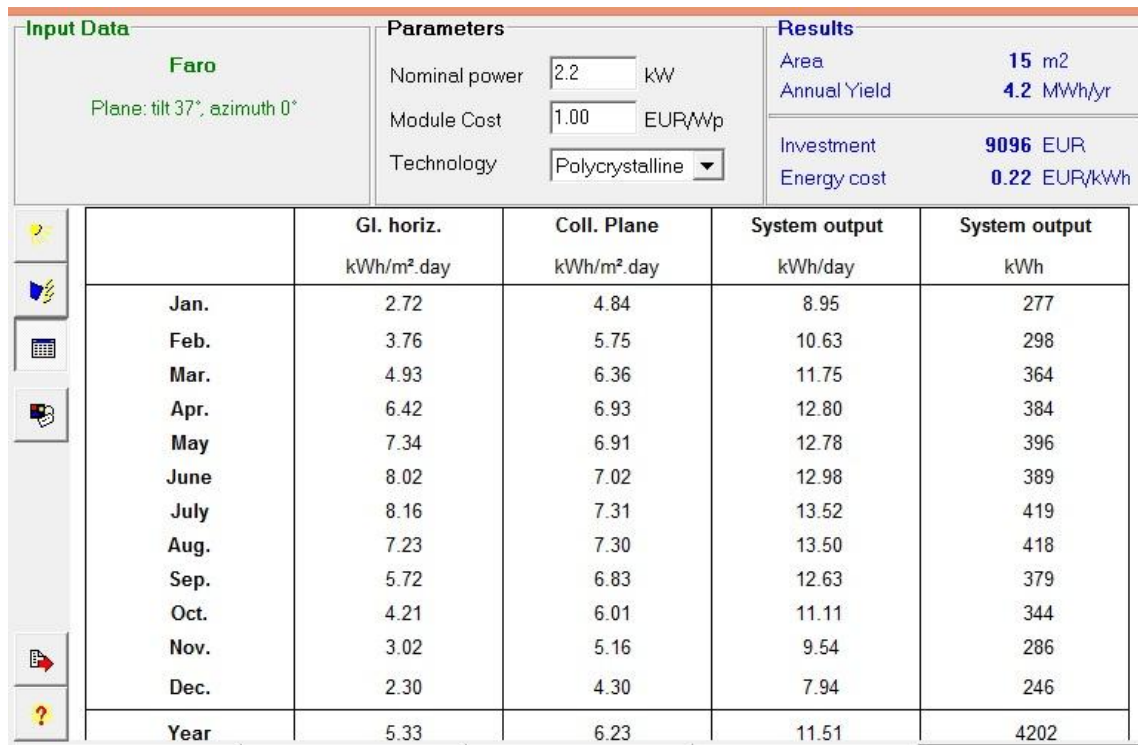 Input Data
Faro
Plane: tilt 37°, azimuth 0°
Parameters
Nominal power 2.2 kW
Module Cost 1.00 EUR/Wp
Technology Polycrystalline
Results
Area 15 m2
Annual Yield 4.2 MWh/yr
Investment 9096 EUR
Energy cost 0.22 EUR/kWh
Gl. horiz. Coll. Plane System output System output
kWh/m².day kWh/m².day kWh/day kWh
Jan. 2.72 4.84 8.95 277
Feb. 3.76 5.75 10.63 298
Mar. 4.93 6.36 11.75 364
Apr. 6.42 6.93 12.80 384
May 7.34 6.91 12.78 396
June 8.02 7.02 12.98 389
July 8.16 7.31 13.52 419
Aug. 7.23 7.30 13.50 418
Sep. 5.72 6.83 12.63 379
Oct. 4.21 6.01 11.11 344
Nov. 3.02 5.16 9.54 286
Dec. 2.30 4.30 7.94 246
Year 5.33 6.23 11.51 4202
?